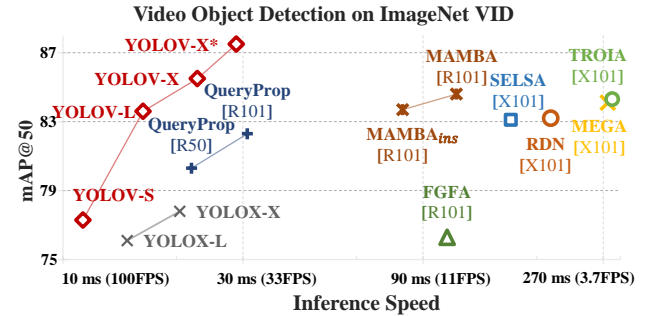 Video Object Detection on ImageNet VID
87
YOLOV-X*
MAMBA
[R101]
TROIA
[X101]
YOLOV-X
QueryProp
[R101]
SELSA
[X101]
mAP@50
83
YOLOV-L
QueryProp
[R50]
MAMBAins
[R101]
RDN
[X101]
MEGA
[X101]
79
YOLOV-S
YOLOX-X
FGFA
[R101]
YOLOX-L
75
10 ms (100FPS)
30 ms (33FPS)
90 ms (11FPS)
270 ms (3.7FPS)
Inference Speed